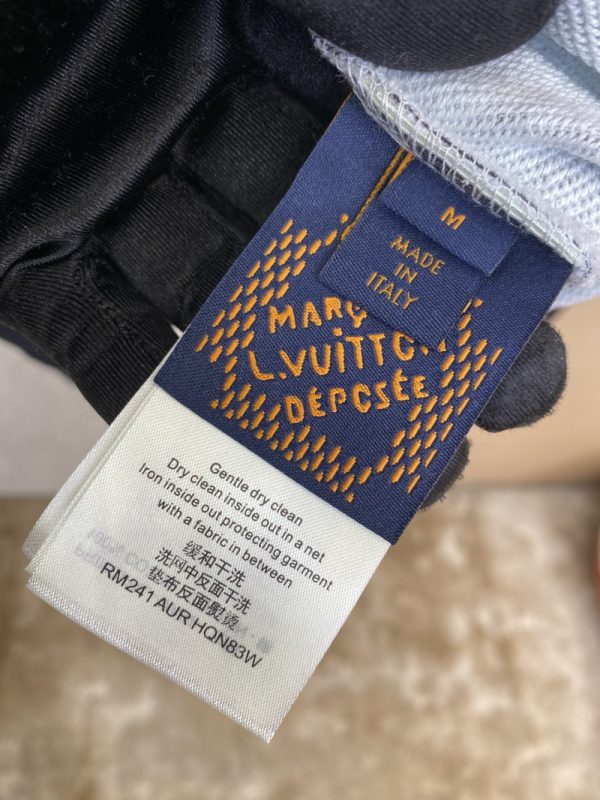 M
MADE
IN
ITALY
MARQ
L.VUITTON
DÉPOSÉE
Gentle dry clean
Dry clean inside out in a net
Iron inside out protecting garment
with a fabric in between
缓和干洗
洗网中反面干洗
垫布反面熨烫
RM241 AUR HQN83W